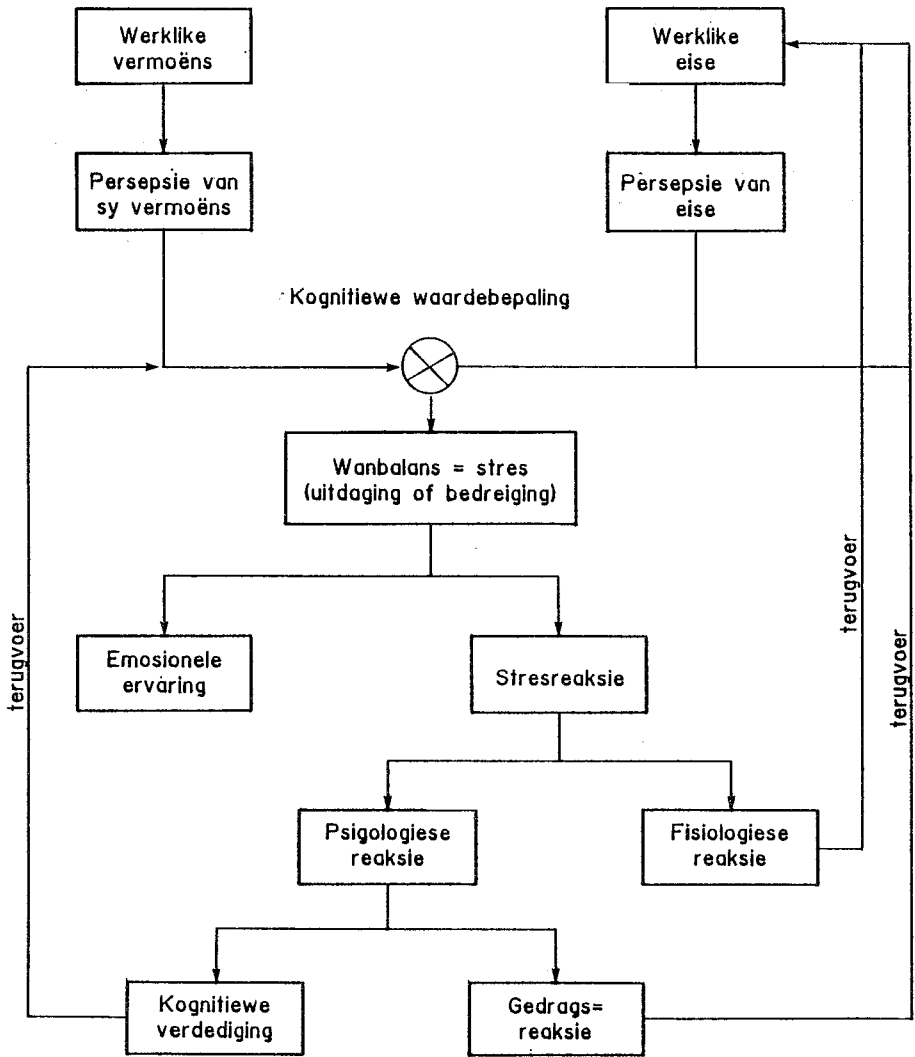 Werklike
vermoëns
Werklike
eise
Persepsie van
sy vermoëns
Persepsie van
eise
Kognitiewe waardebepaling
Wanbalans = stres
(uitdaging of bedreiging)
terugvoer
terugvoer
terugvoer
Emosionele
ervaring
Stresreaksie
Psigologiese
reaksie
Fisiologiese
reaksie
Kognitiewe
verdediging
Gedrags=
reaksie